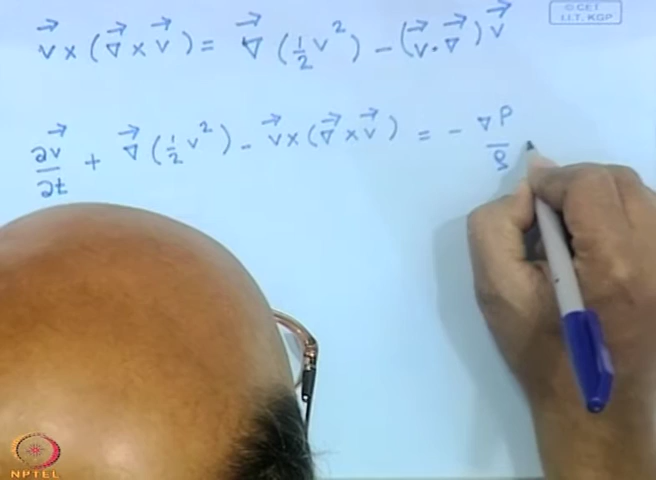 © CET
I.I.T. KGP
v⃗ × (∇⃗ × v⃗) = ∇⃗ (½ v²) − (v⃗ · ∇⃗) v⃗
∂v⃗/∂t + ∇⃗ (½ v²) − v⃗ × (∇⃗ × v⃗) = − ∇P/ρ
NPTEL